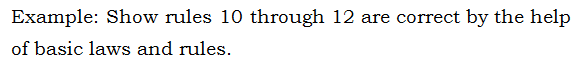 Example: Show rules 10 through 12 are correct by the help
of basic laws and rules.